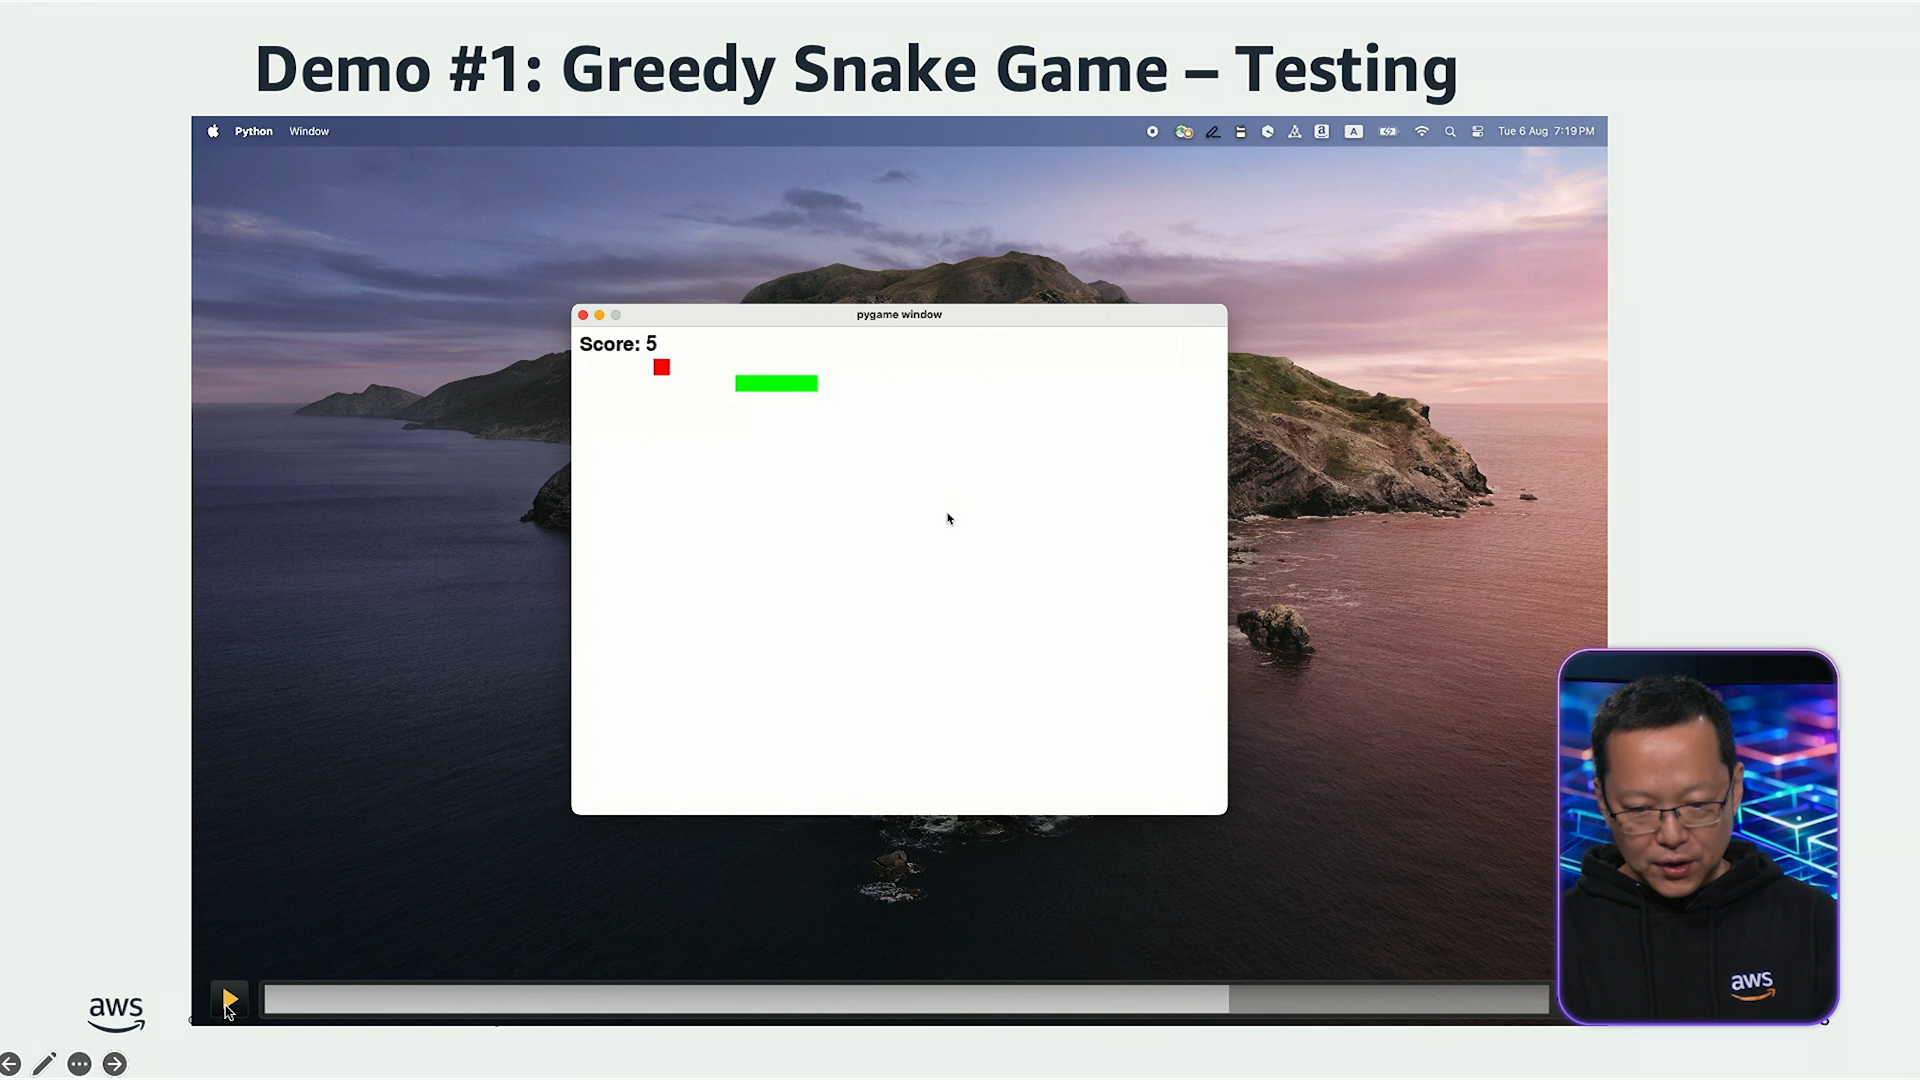 Demo #1: Greedy Snake Game – Testing
Python Window
a A Tue 6 Aug 7:19 PM
pygame window
Score: 5
aws
aws